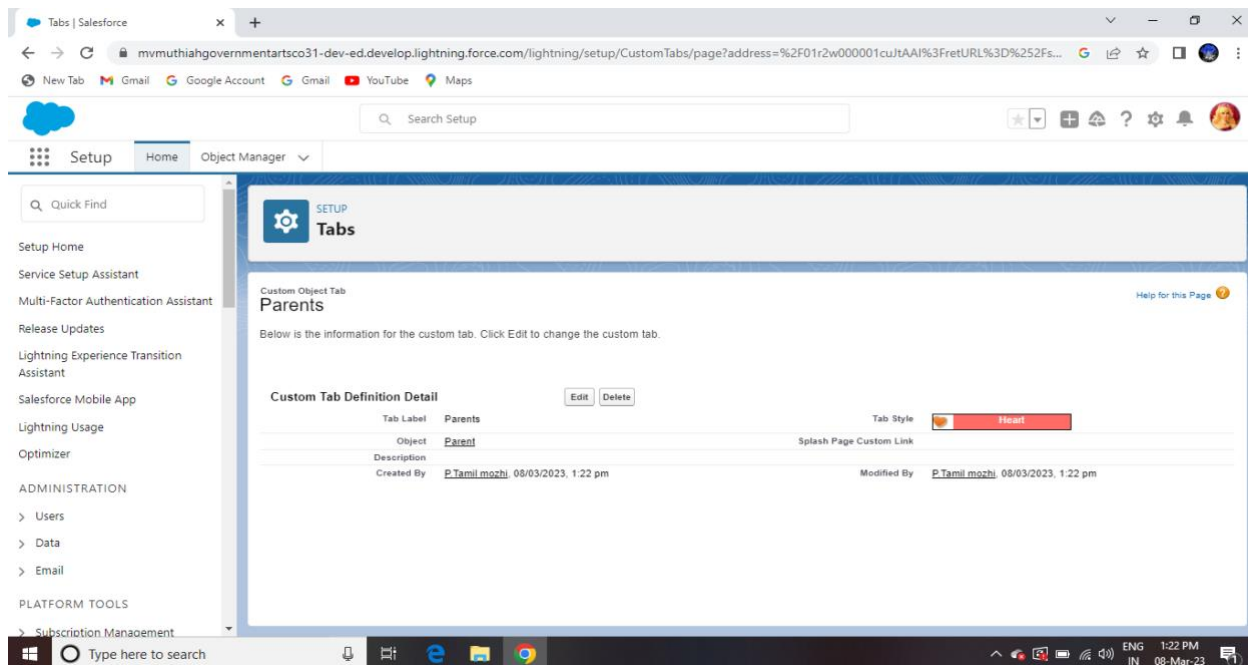 Tabs | Salesforce
mvmuthiahgovernmentartsco31-dev-ed.develop.lightning.force.com/lightning/setup/CustomTabs/page?address=%2F01r2w000001cuJtAAI%3FretURL%3D%252Fs...
New Tab Gmail Google Account Gmail YouTube Maps
Search Setup
Setup Home Object Manager
Quick Find
Setup Home
Service Setup Assistant
Multi-Factor Authentication Assistant
Release Updates
Lightning Experience Transition
Assistant
Salesforce Mobile App
Lightning Usage
Optimizer
ADMINISTRATION
> Users
> Data
> Email
PLATFORM TOOLS
> Subscription Management
SETUP
Tabs
Custom Object Tab
Parents
Help for this Page
Below is the information for the custom tab. Click Edit to change the custom tab.
Custom Tab Definition Detail Edit Delete
Tab Label Parents Tab Style Heart
Object Parent Splash Page Custom Link
Description
Created By P.Tamil mozhi, 08/03/2023, 1:22 pm Modified By P.Tamil mozhi, 08/03/2023, 1:22 pm
Type here to search
ENG 1:22 PM
IN 08-Mar-23
1